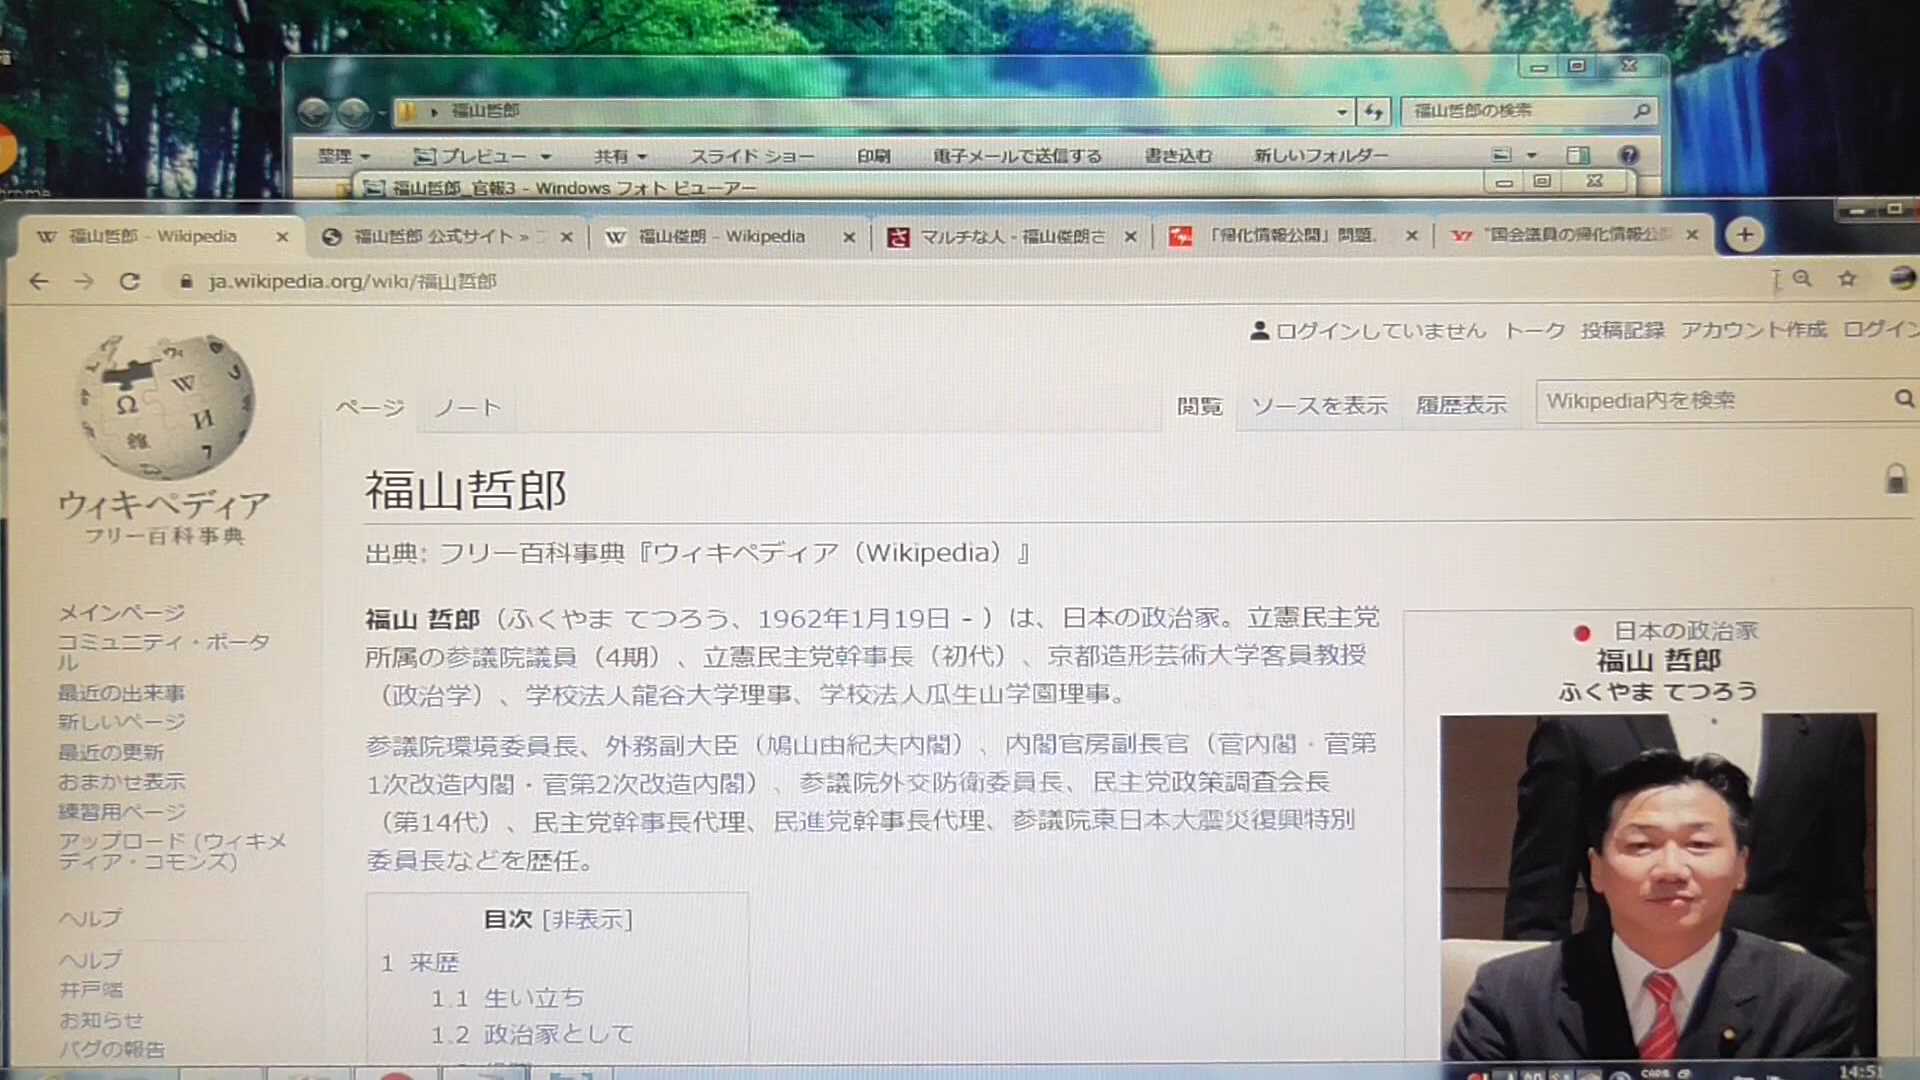 福山哲郎
福山哲郎の検索
整理 プレビュー 共有 スライド ショー 印刷 電子メールで送信する 書き込む 新しいフォルダー
福山哲郎_官報3 - Windows フォト ビューアー
福山哲郎 - Wikipedia
福山哲郎 公式サイト »
福山俊朗 - Wikipedia
マルチな人 - 福山俊朗さ
「帰化情報公開」問題.
"国会議員の帰化情報公
ja.wikipedia.org/wiki/福山哲郎
ログインしていません トーク 投稿記録 アカウント作成 ログイン
ページ ノート 閲覧 ソースを表示 履歴表示 Wikipedia内を検索
ウィキペディア
フリー百科事典
メインページ
コミュニティ・ポータ
ル
最近の出来事
新しいページ
最近の更新
おまかせ表示
練習用ページ
アップロード (ウィキメ
ディア・コモンズ)
ヘルプ
ヘルプ
井戸端
お知らせ
バグの報告
福山哲郎
出典: フリー百科事典『ウィキペディア（Wikipedia）』
福山 哲郎（ふくやま てつろう、1962年1月19日 - ）は、日本の政治家。立憲民主党
所属の参議院議員（4期）、立憲民主党幹事長（初代）、京都造形芸術大学客員教授
（政治学）、学校法人龍谷大学理事、学校法人瓜生山学園理事。
参議院環境委員長、外務副大臣（鳩山由紀夫内閣）、内閣官房副長官（菅内閣・菅第
1次改造内閣・菅第2次改造内閣）、参議院外交防衛委員長、民主党政策調査会長
（第14代）、民主党幹事長代理、民進党幹事長代理、参議院東日本大震災復興特別
委員長などを歴任。
目次 [非表示]
1 来歴
1.1 生い立ち
1.2 政治家として
日本の政治家
福山 哲郎
ふくやま てつろう
CAPS
14:51